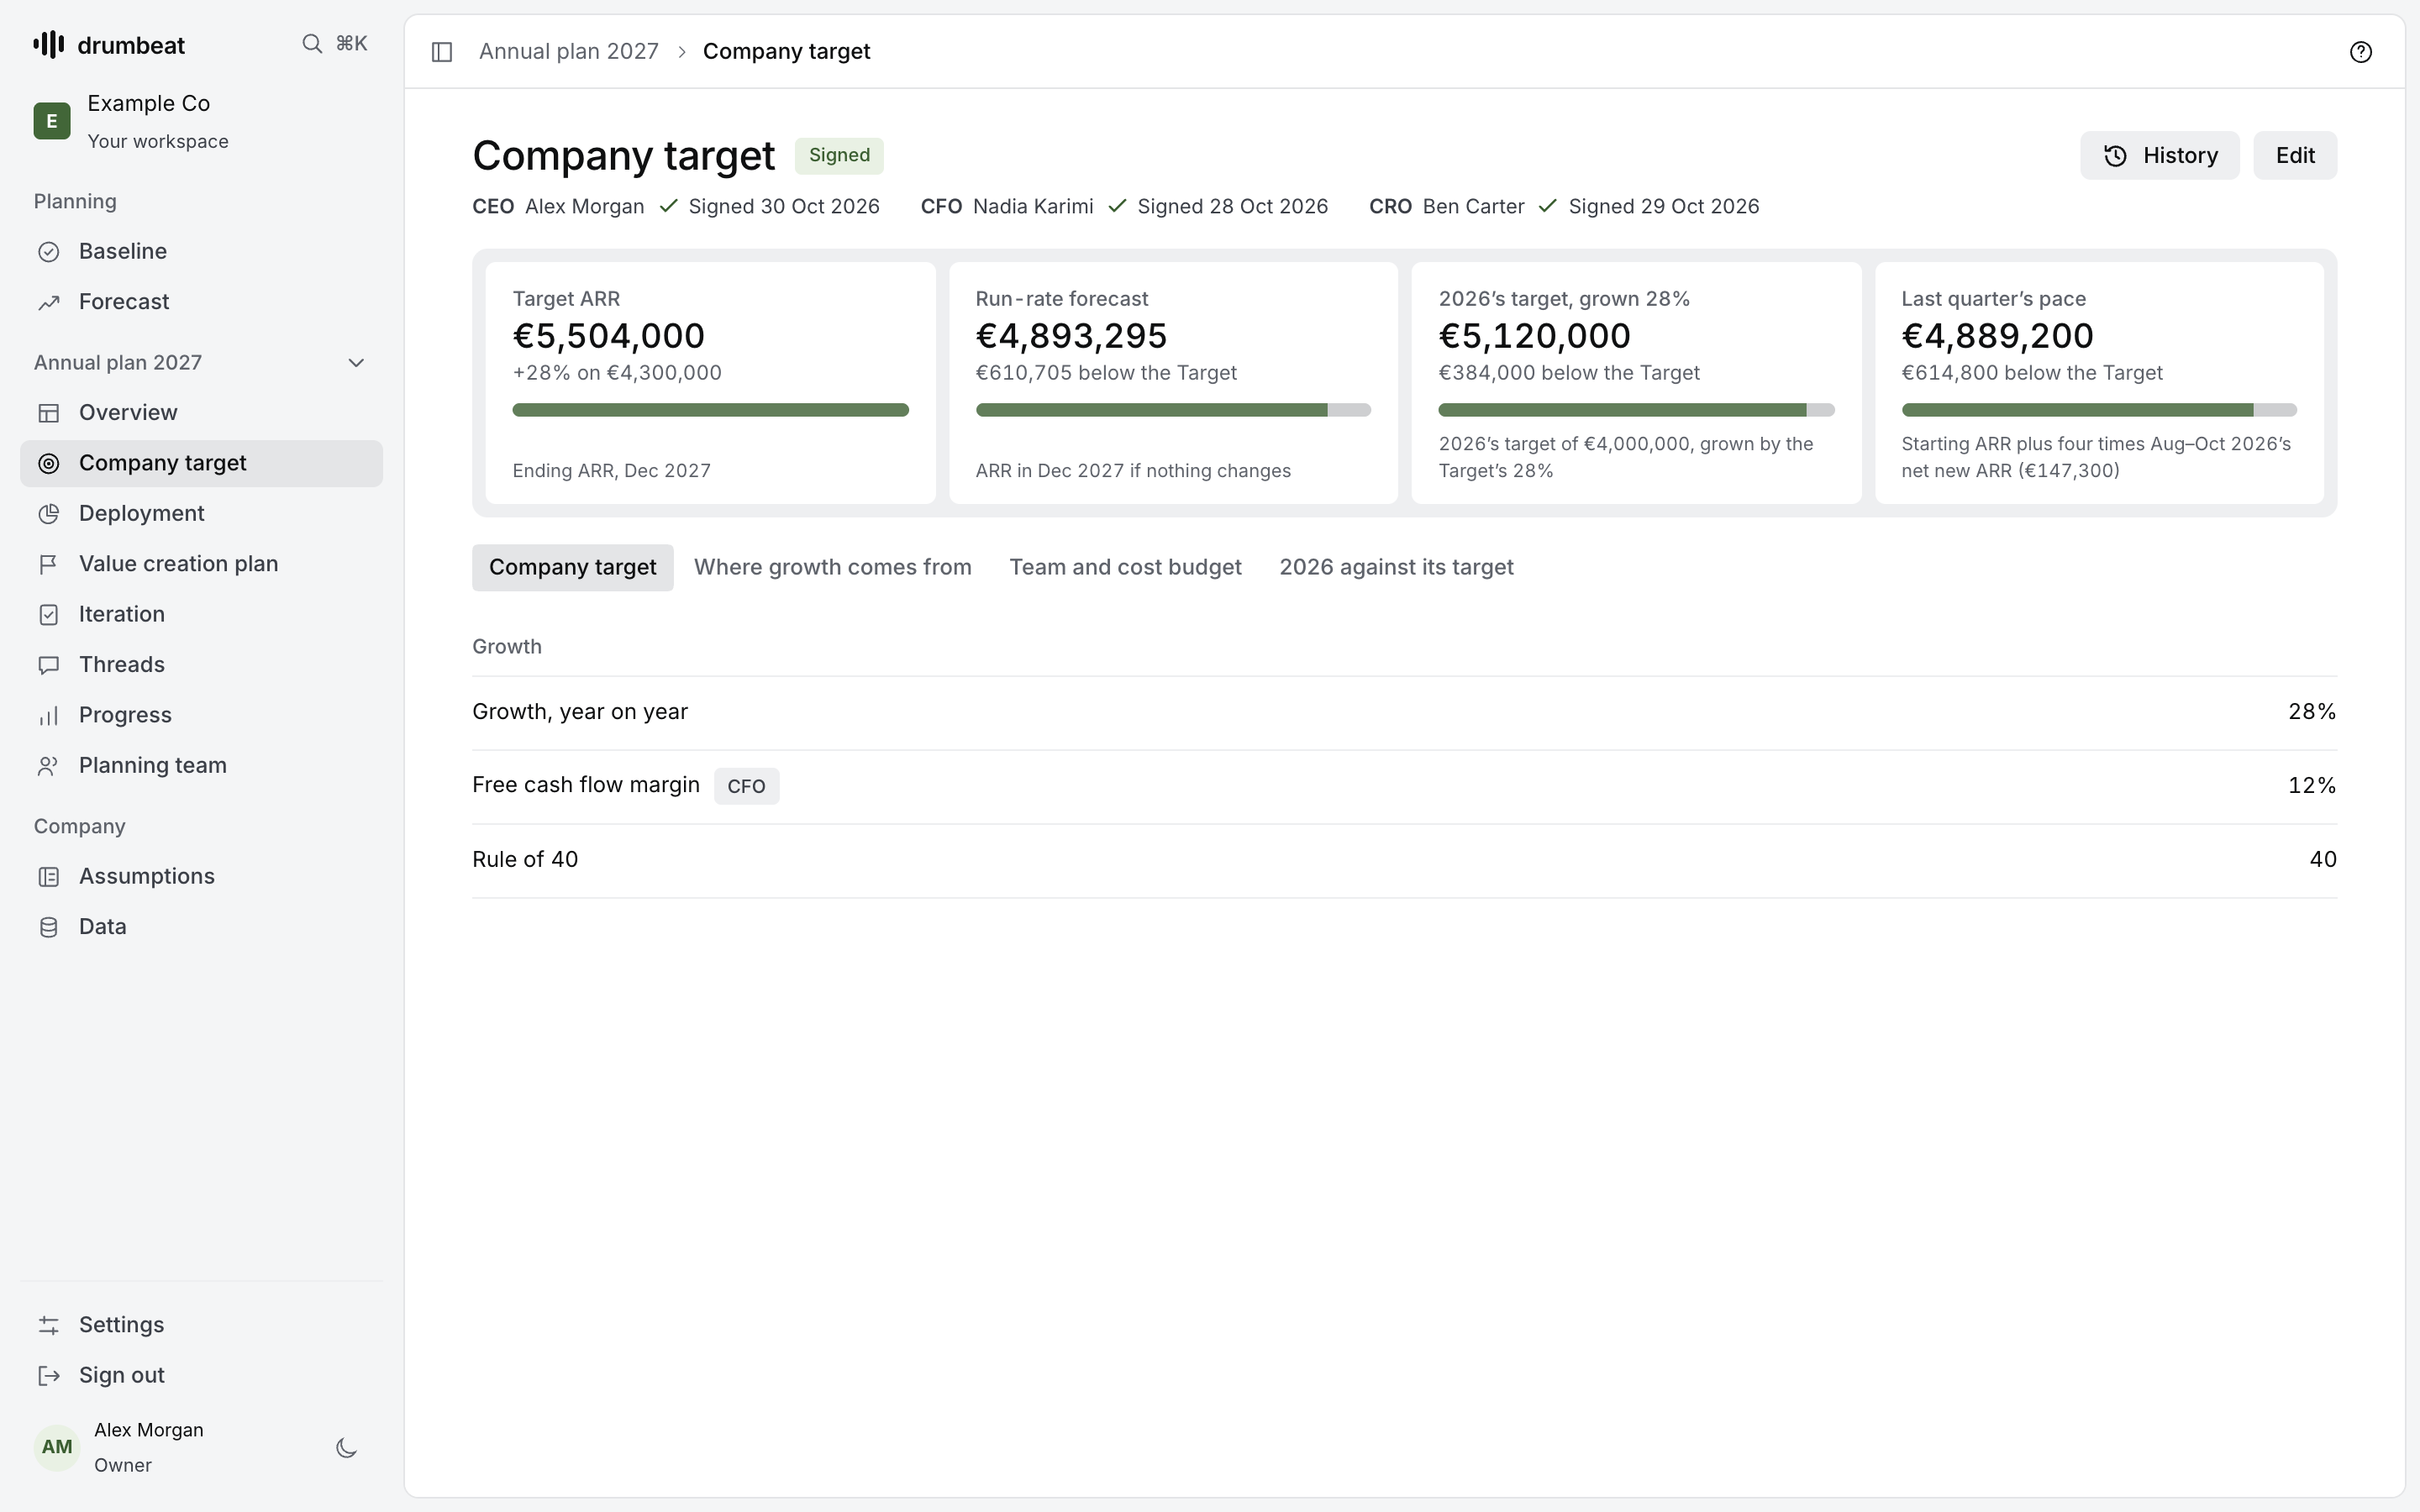 drumbeat
⌘K
E
Example Co
Your workspace
Planning
Baseline
Forecast
Annual plan 2027
Overview
Company target
Deployment
Value creation plan
Iteration
Threads
Progress
Planning team
Company
Assumptions
Data
Settings
Sign out
AM
Alex Morgan
Owner
Annual plan 2027 > Company target
Company target Signed
History
Edit
CEO Alex Morgan ✓ Signed 30 Oct 2026 CFO Nadia Karimi ✓ Signed 28 Oct 2026 CRO Ben Carter ✓ Signed 29 Oct 2026
Target ARR
€5,504,000
+28% on €4,300,000
Ending ARR, Dec 2027
Run-rate forecast
€4,893,295
€610,705 below the Target
ARR in Dec 2027 if nothing changes
2026’s target, grown 28%
€5,120,000
€384,000 below the Target
2026’s target of €4,000,000, grown by the
Target’s 28%
Last quarter’s pace
€4,889,200
€614,800 below the Target
Starting ARR plus four times Aug–Oct 2026’s
net new ARR (€147,300)
Company target Where growth comes from Team and cost budget 2026 against its target
Growth
Growth, year on year 28%
Free cash flow margin CFO 12%
Rule of 40 40